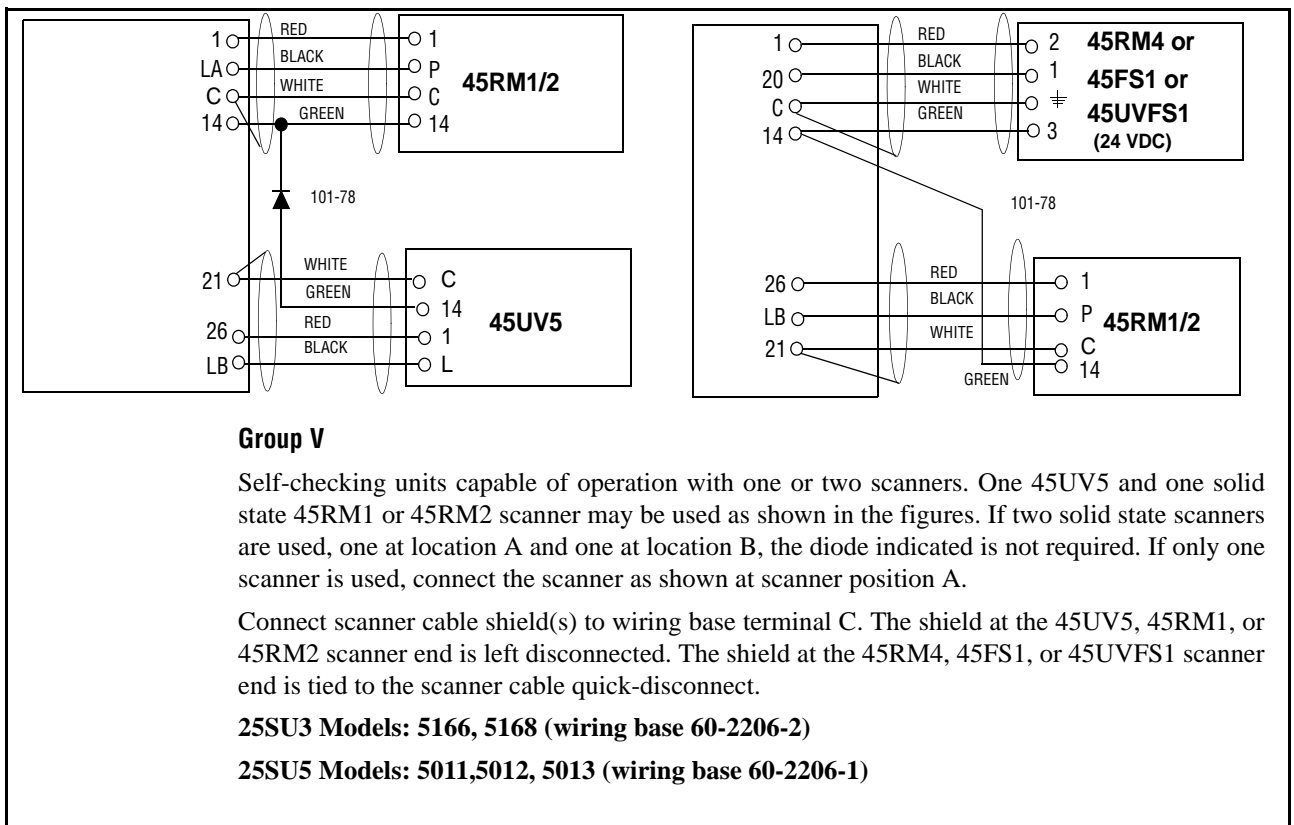 1 RED 1
LA BLACK P
C WHITE C
14 GREEN 14
45RM1/2
101-78
21 WHITE C
GREEN 14
26 RED 1
LB BLACK L
45UV5
1 RED 2
20 BLACK 1
C WHITE
14 GREEN 3
45RM4 or
45FS1 or
45UVFS1
(24 VDC)
101-78
26 RED 1
LB BLACK P
21 WHITE C
GREEN 14
45RM1/2
Group V
Self-checking units capable of operation with one or two scanners. One 45UV5 and one solid
state 45RM1 or 45RM2 scanner may be used as shown in the figures. If two solid state scanners
are used, one at location A and one at location B, the diode indicated is not required. If only one
scanner is used, connect the scanner as shown at scanner position A.
Connect scanner cable shield(s) to wiring base terminal C. The shield at the 45UV5, 45RM1, or
45RM2 scanner end is left disconnected. The shield at the 45RM4, 45FS1, or 45UVFS1 scanner
end is tied to the scanner cable quick-disconnect.
25SU3 Models: 5166, 5168 (wiring base 60-2206-2)
25SU5 Models: 5011,5012, 5013 (wiring base 60-2206-1)